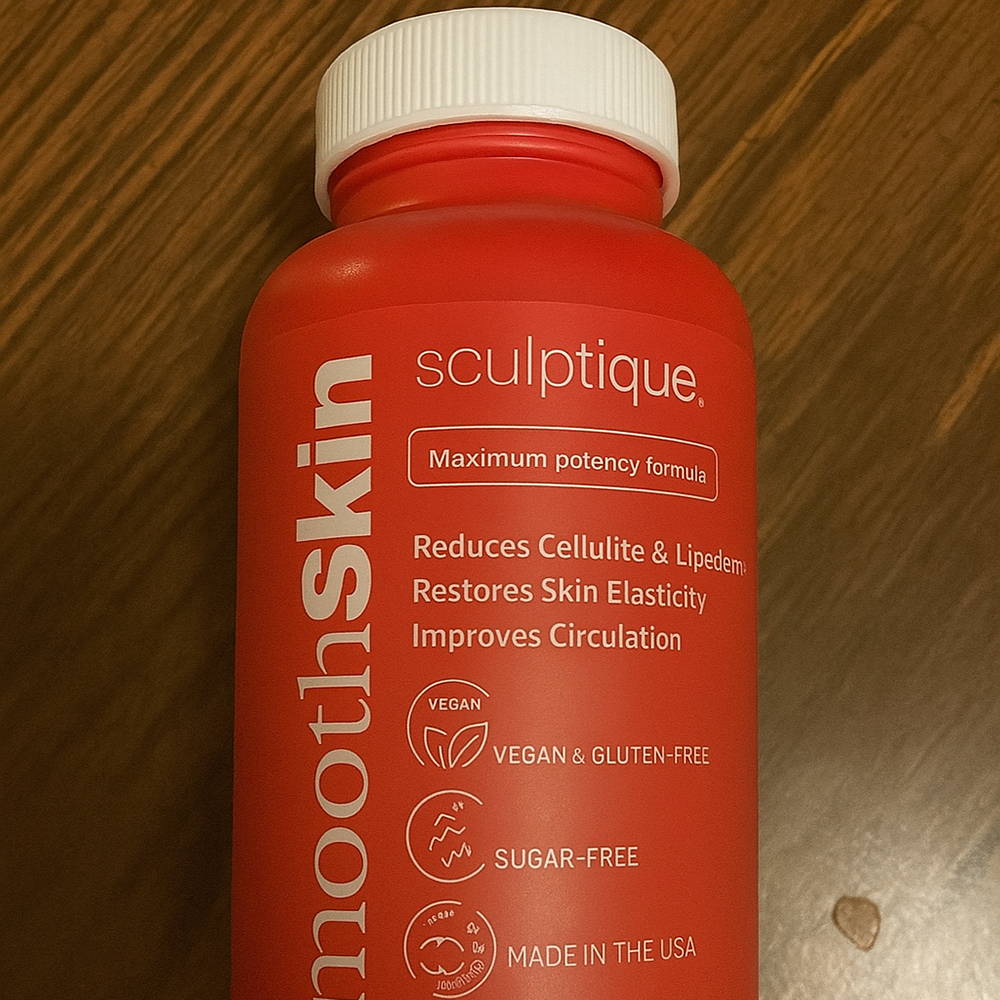 sculptique®
Maximum potency formula
Reduces Cellulite & Lipedem
Restores Skin Elasticity
Improves Circulation
VEGAN
VEGAN & GLUTEN-FREE
SUGAR-FREE
MADE IN THE USA
moothSkin